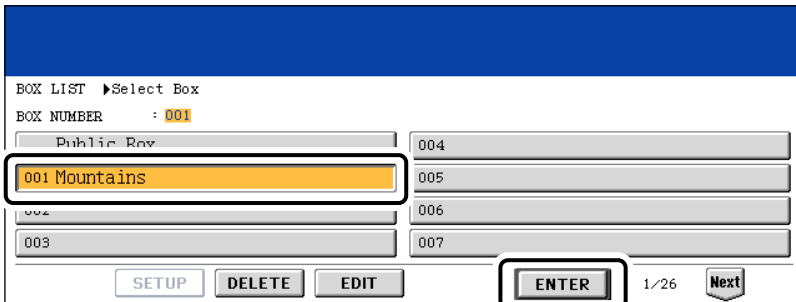 BOX LIST ▶Select Box
BOX NUMBER : 001
Public Box
004
001 Mountains
005
002
006
003
007
SETUP DELETE EDIT ENTER 1/26 Next